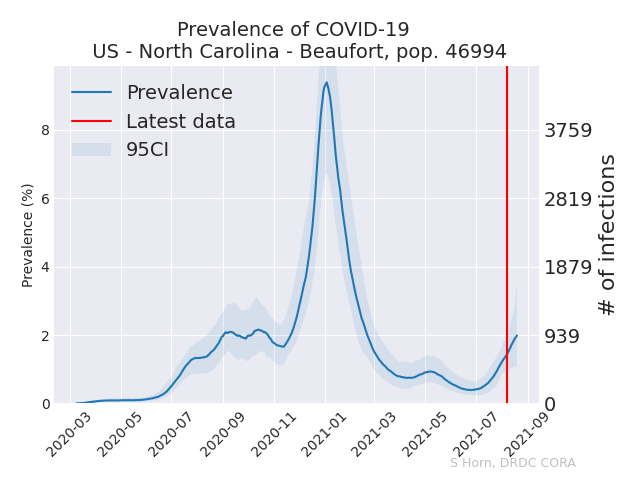 Prevalence of COVID-19
US - North Carolina - Beaufort, pop. 46994
Prevalence
Latest data
95CI
Prevalence (%)
8
6
4
2
0
3759
2819
1879
939
0
# of infections
2020-03
2020-05
2020-07
2020-09
2020-11
2021-01
2021-03
2021-05
2021-07
2021-09
S Horn, DRDC CORA